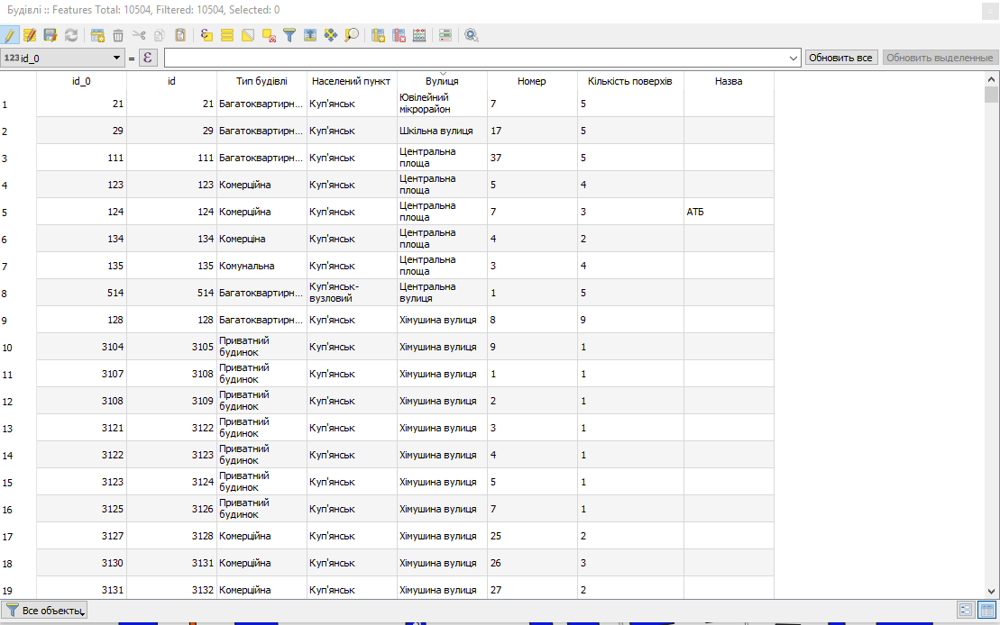 Будівлі :: Features Total: 10504, Filtered: 10504, Selected: 0
123 id_0 = ε Обновить все Обновить выделенные
id_0 id Тип будівлі Населений пункт Вулиця Номер Кількість поверхів Назва
1 21 21 Багатоквартирн... Куп'янськ Ювілейний
мікрорайон 7 5
2 29 29 Багатоквартирн... Куп'янськ Шкільна вулиця 17 5
3 111 111 Багатоквартирн... Куп'янськ Центральна
площа 37 5
4 123 123 Комерційна Куп'янськ Центральна
площа 5 4
5 124 124 Комерційна Куп'янськ Центральна
площа 7 3 АТБ
6 134 134 Комерціна Куп'янськ Центральна
площа 4 2
7 135 135 Комунальна Куп'янськ Центральна
площа 3 4
8 514 514 Багатоквартирн... Куп'янськ-
вузловий Центральна
вулиця 1 5
9 128 128 Багатоквартирн... Куп'янськ Хімушина вулиця 8 9
10 3104 3105 Приватний
будинок Куп'янськ Хімушина вулиця 9 1
11 3107 3108 Приватний
будинок Куп'янськ Хімушина вулиця 1 1
12 3108 3109 Приватний
будинок Куп'янськ Хімушина вулиця 2 1
13 3121 3122 Приватний
будинок Куп'янськ Хімушина вулиця 3 1
14 3122 3123 Приватний
будинок Куп'янськ Хімушина вулиця 4 1
15 3123 3124 Приватний
будинок Куп'янськ Хімушина вулиця 5 1
16 3125 3126 Приватний
будинок Куп'янськ Хімушина вулиця 7 1
17 3127 3128 Комерційна Куп'янськ Хімушина вулиця 25 2
18 3130 3131 Комерційна Куп'янськ Хімушина вулиця 26 3
19 3131 3132 Комерційна Куп'янськ Хімушина вулиця 27 2
Все объекты